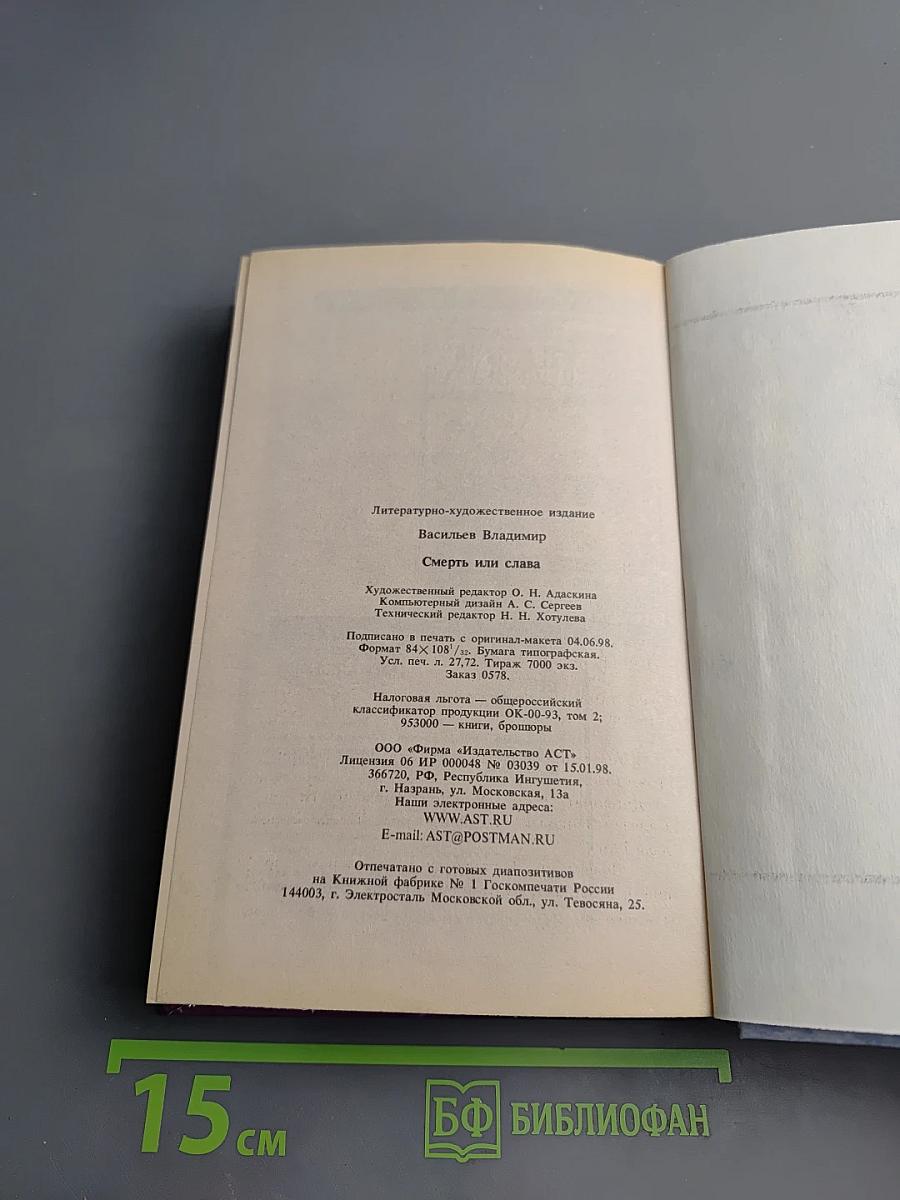 Литературно-художественное издание
Васильев Владимир
Смерть или слава
Художественный редактор О. Н. Адаскина
Компьютерный дизайн А. С. Сергеев
Технический редактор Н. Н. Хотулева
Подписано в печать с оригинал-макета 04.06.98.
Формат 84×108¹/₃₂. Бумага типографская.
Усл. печ. л. 27,72. Тираж 7000 экз.
Заказ 0578.
Налоговая льгота — общероссийский
классификатор продукции ОК-00-93, том 2;
953000 — книги, брошюры
ООО «Фирма «Издательство АСТ»
Лицензия 06 ИР 000048 № 03039 от 15.01.98.
366720, РФ, Республика Ингушетия,
г. Назрань, ул. Московская, 13а
Наши электронные адреса:
WWW.AST.RU
E-mail: AST@POSTMAN.RU
Отпечатано с готовых диапозитивов
на Книжной фабрике № 1 Госкомпечати России
144003, г. Электросталь Московской обл., ул. Тевосяна, 25.
15 см
БФ БИБЛИОФАН